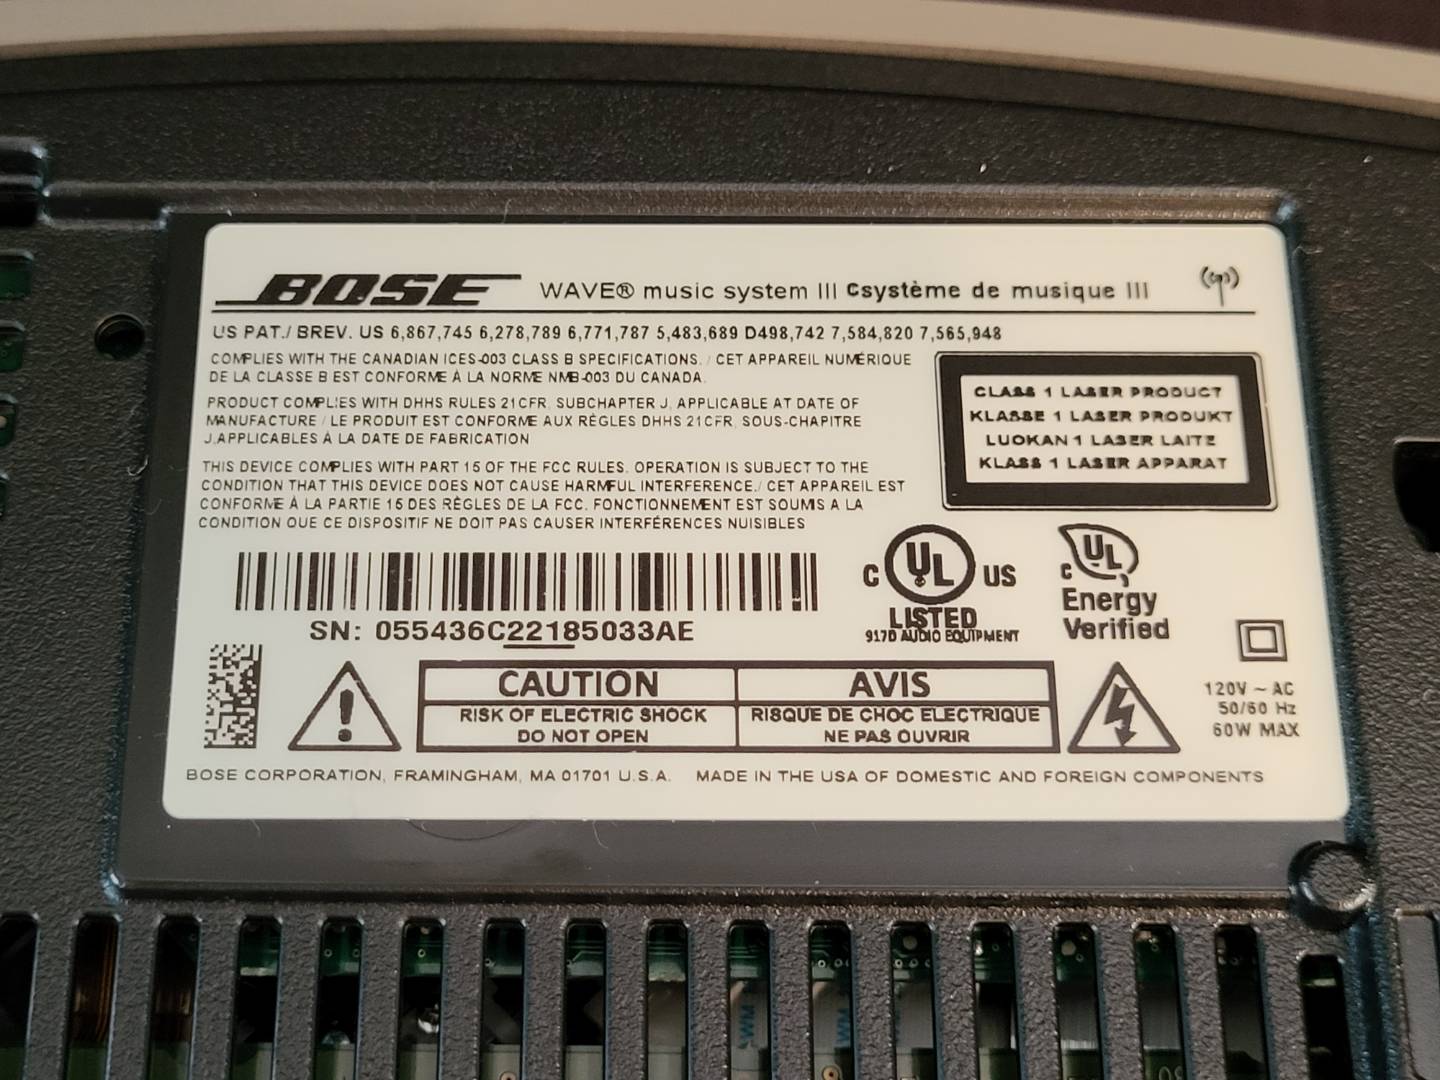 BOSE WAVE® music system III Csystème de musique III
US PAT./ BREV. US 6,867,745 6,278,789 6,771,787 5,483,689 D498,742 7,584,820 7,565,948
COMPLIES WITH THE CANADIAN ICES-003 CLASS B SPECIFICATIONS. / CET APPAREIL NUMÉRIQUE
DE LA CLASSE B EST CONFORME À LA NORME NMB-003 DU CANADA.
PRODUCT COMPLIES WITH DHHS RULES 21CFR, SUBCHAPTER J, APPLICABLE AT DATE OF
MANUFACTURE / LE PRODUIT EST CONFORME AUX RÈGLES DHHS 21CFR, SOUS-CHAPITRE
J,APPLICABLES À LA DATE DE FABRICATION
THIS DEVICE COMPLIES WITH PART 15 OF THE FCC RULES. OPERATION IS SUBJECT TO THE
CONDITION THAT THIS DEVICE DOES NOT CAUSE HARMFUL INTERFERENCE./ CET APPAREIL EST
CONFORME À LA PARTIE 15 DES RÈGLES DE LA FCC. FONCTIONNEMENT EST SOUMIS A LA
CONDITION QUE CE DISPOSITIF NE DOIT PAS CAUSER INTERFÉRENCES NUISIBLES
CLASS 1 LASER PRODUCT
KLASSE 1 LASER PRODUKT
LUOKAN 1 LASER LAITE
KLASS 1 LASER APPARAT
SN: 055436C22185033AE
C UL US
LISTED
917D AUDIO EQUIPMENT
C UL
Energy
Verified
CAUTION
RISK OF ELECTRIC SHOCK
DO NOT OPEN
AVIS
RISQUE DE CHOC ELECTRIQUE
NE PAS OUVRIR
120V ~ AC
50/60 Hz
60W MAX
BOSE CORPORATION, FRAMINGHAM, MA 01701 U.S.A. MADE IN THE USA OF DOMESTIC AND FOREIGN COMPONENTS